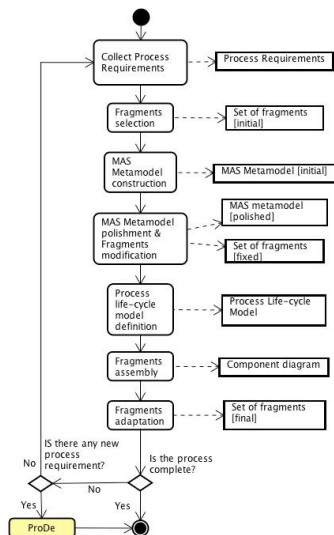 Collect Process
Requirements
Process Requirements
Fragments
selection
Set of fragments
[initial]
MAS
Metamodel
construction
MAS Metamodel [initial]
MAS Metamodel
polishment &
Fragments
modification
MAS metamodel
[polished]
Set of fragments
[fixed]
Process
life-cycle
model
definition
Process Life-cycle
Model
Fragments
assembly
Component diagram
Fragments
adaptation
Set of fragments
[final]
IS there any new
process
requirement?
Is the process
complete?
No
No
Yes
Yes
ProDe